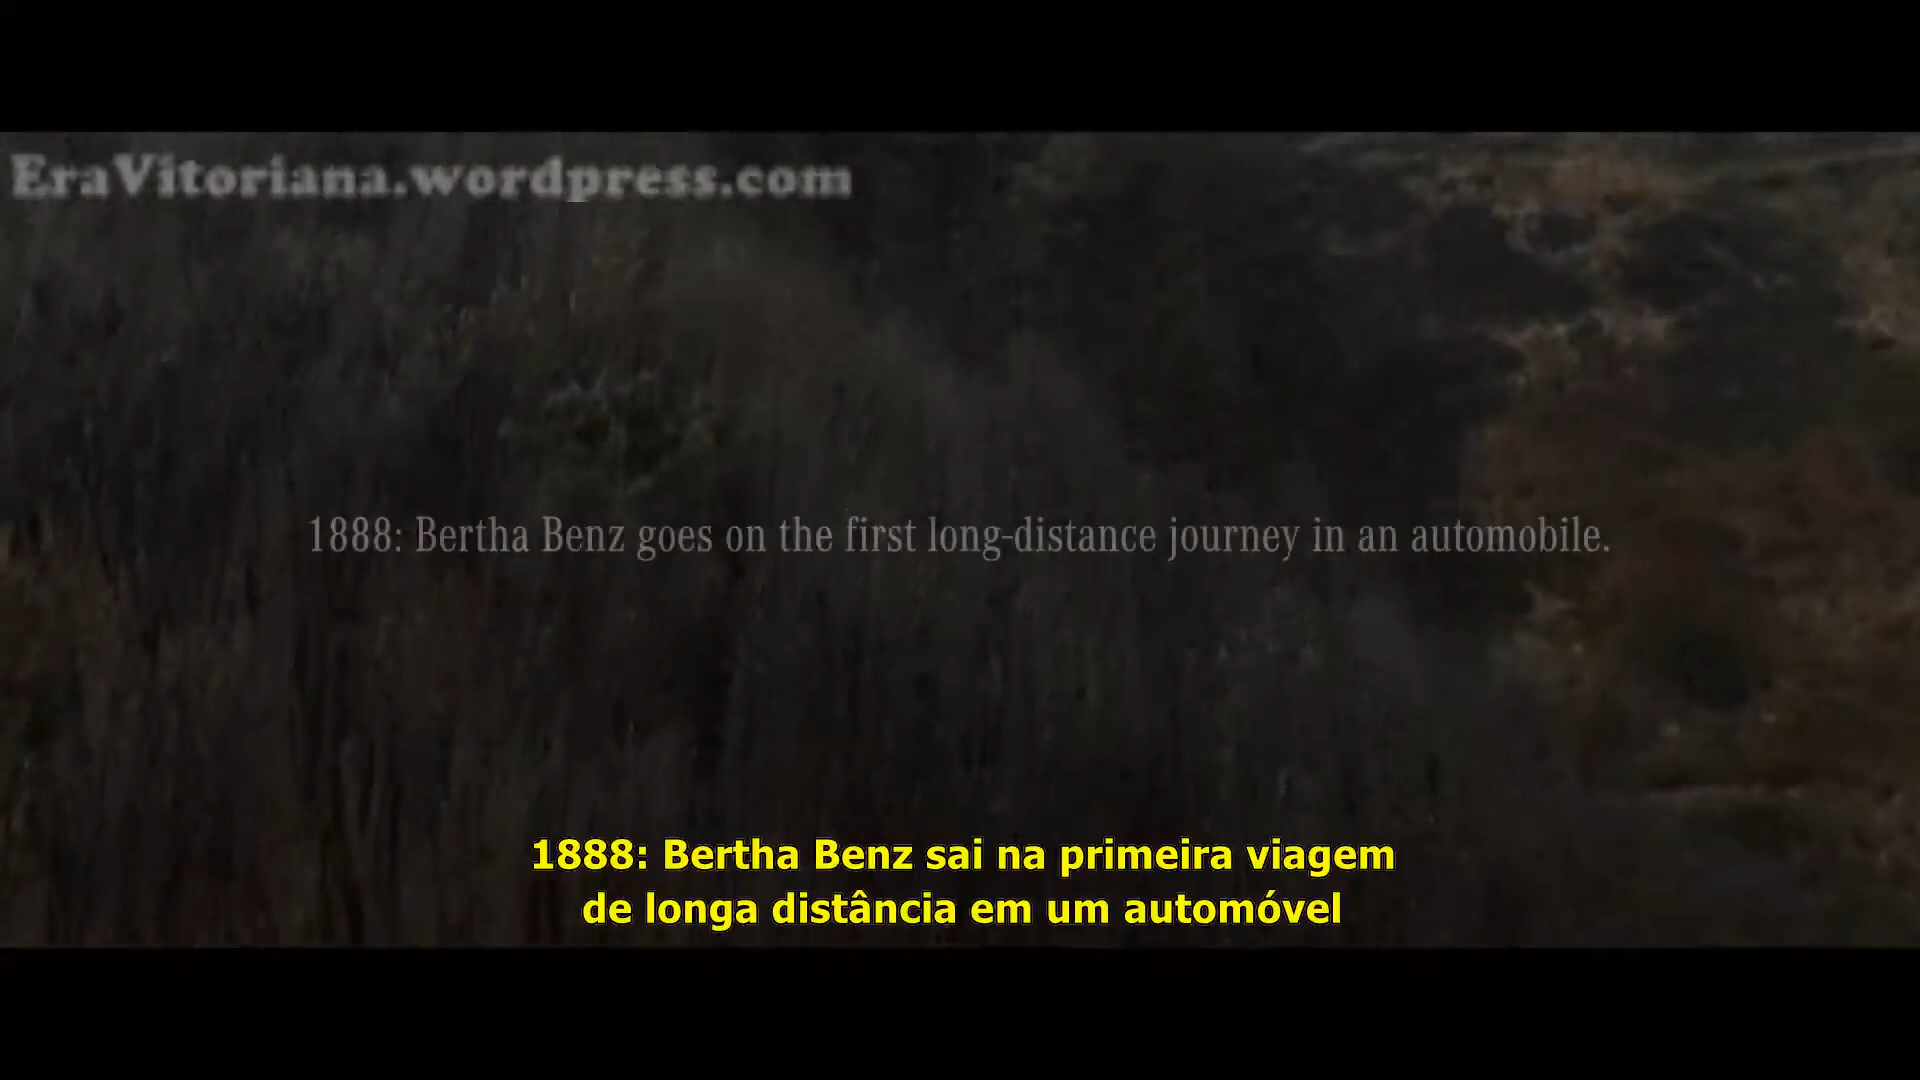 EraVitoriana.wordpress.com
1888: Bertha Benz goes on the first long-distance journey in an automobile.
1888: Bertha Benz sai na primeira viagem
de longa distância em um automóvel